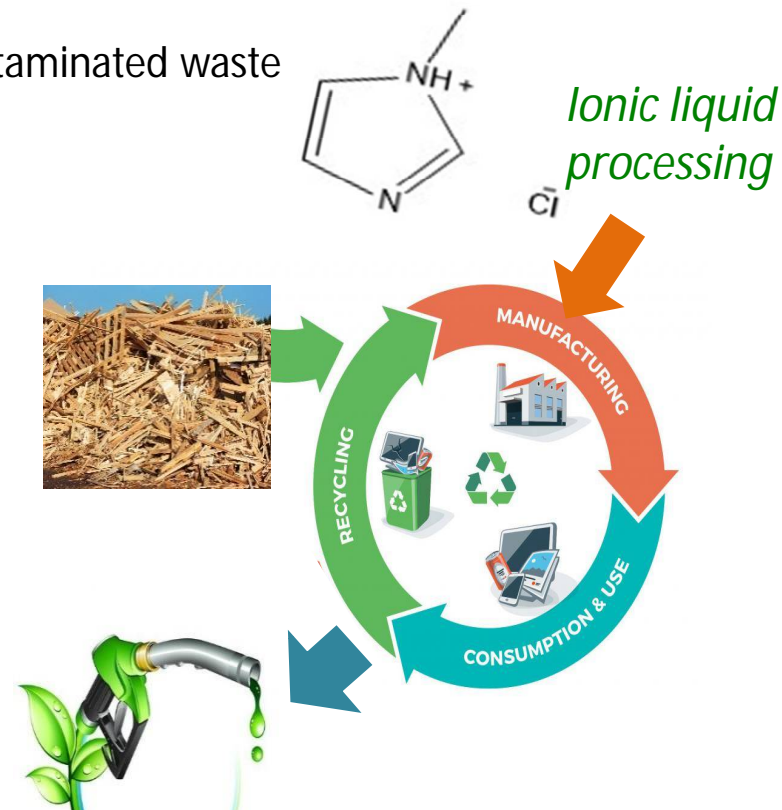 taminated waste
NH+
N
Cl-
Ionic liquid
processing
MANUFACTURING
RECYCLING
CONSUMPTION & USE